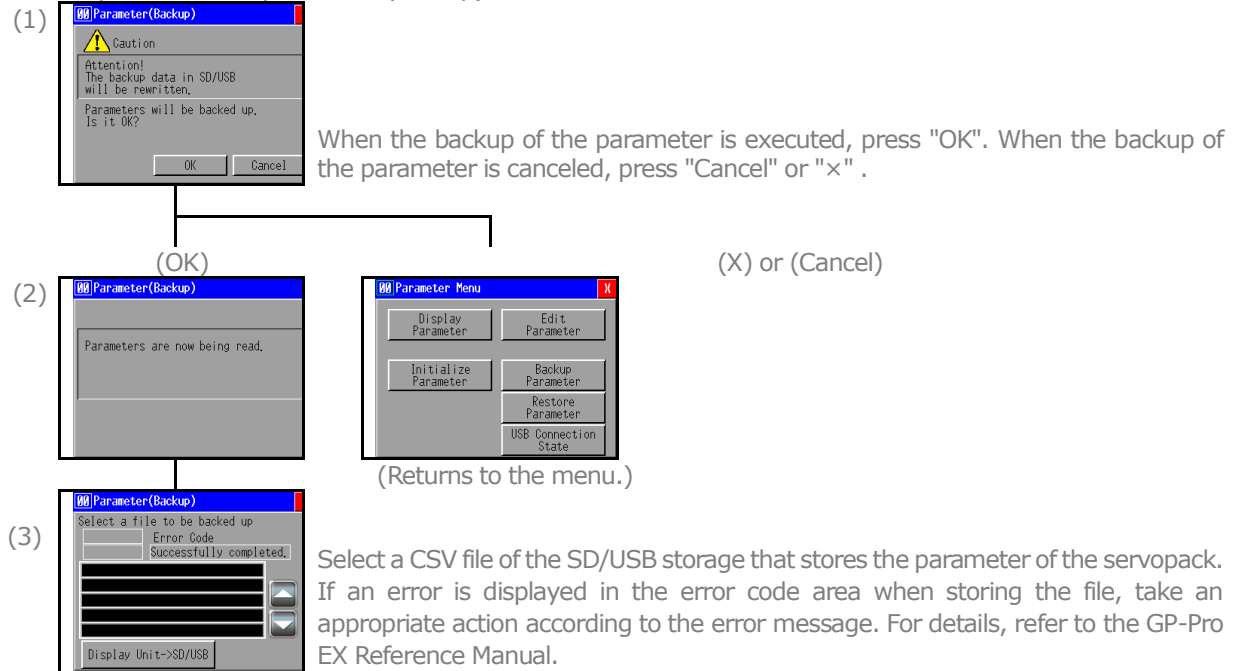 (1)
00 Parameter(Backup)
Caution
Attention!
The backup data in SD/USB
will be rewritten.
Parameters will be backed up.
Is it OK?
OK Cancel
When the backup of the parameter is executed, press "OK". When the backup of
the parameter is canceled, press "Cancel" or "×" .
(OK) (X) or (Cancel)
(2)
00 Parameter(Backup)
Parameters are now being read.
00 Parameter Menu X
Display
Parameter
Edit
Parameter
Initialize
Parameter
Backup
Parameter
Restore
Parameter
USB Connection
State
(Returns to the menu.)
(3)
00 Parameter(Backup)
Select a file to be backed up
Error Code
Successfully completed.
Display Unit->SD/USB
Select a CSV file of the SD/USB storage that stores the parameter of the servopack.
If an error is displayed in the error code area when storing the file, take an
appropriate action according to the error message. For details, refer to the GP-Pro
EX Reference Manual.